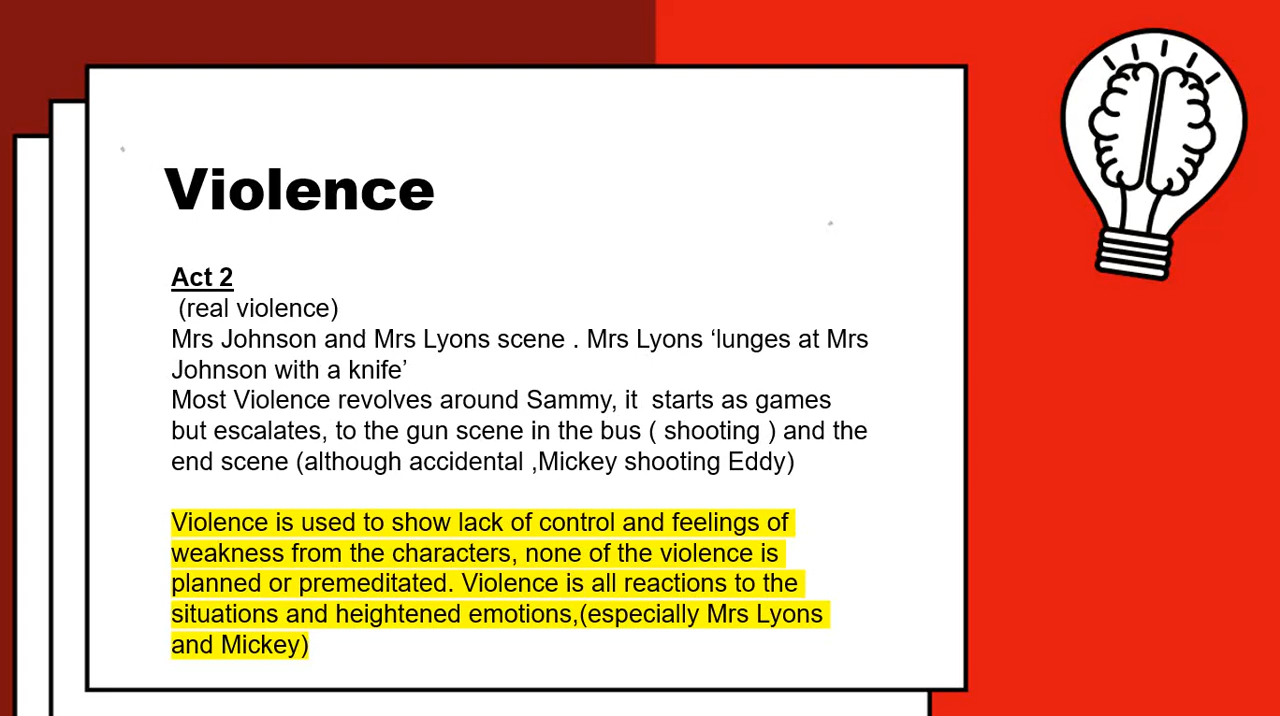 Violence
Act 2
(real violence)
Mrs Johnson and Mrs Lyons scene . Mrs Lyons ‘lunges at Mrs
Johnson with a knife’
Most Violence revolves around Sammy, it  starts as games
but escalates, to the gun scene in the bus ( shooting ) and the
end scene (although accidental ,Mickey shooting Eddy)
Violence is used to show lack of control and feelings of
weakness from the characters, none of the violence is
planned or premeditated. Violence is all reactions to the
situations and heightened emotions,(especially Mrs Lyons
and Mickey)